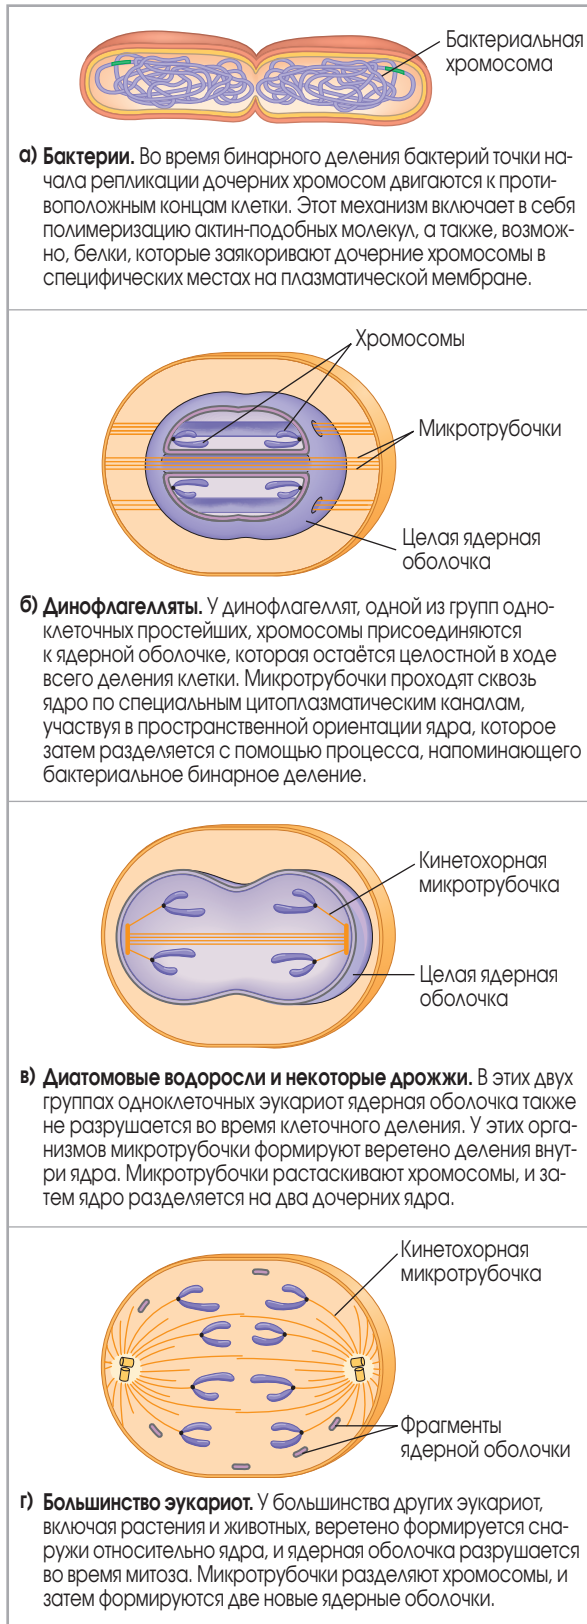 Бактериальная
хромосома
а) Бактерии. Во время бинарного деления бактерий точки на-
чала репликации дочерних хромосом двигаются к проти-
воположным концам клетки. Этот механизм включает в себя
полимеризацию актин-подобных молекул, а также, возмож-
но, белки, которые заякоривают дочерние хромосомы в
специфических местах на плазматической мембране.
Хромосомы
Микротрубочки
Целая ядерная
оболочка
б) Динофлагелляты. У динофлагеллят, одной из групп одно-
клеточных простейших, хромосомы присоединяются
к ядерной оболочке, которая остаётся целостной в ходе
всего деления клетки. Микротрубочки проходят сквозь
ядро по специальным цитоплазматическим каналам,
участвуя в пространственной ориентации ядра, которое
затем разделяется с помощью процесса, напоминающего
бактериальное бинарное деление.
Кинетохорная
микротрубочка
Целая ядерная
оболочка
в) Диатомовые водоросли и некоторые дрожжи. В этих двух
группах одноклеточных эукариот ядерная оболочка также
не разрушается во время клеточного деления. У этих орга-
низмов микротрубочки формируют веретено деления внут-
ри ядра. Микротрубочки растаскивают хромосомы, и за-
тем ядро разделяется на два дочерних ядра.
Кинетохорная
микротрубочка
Фрагменты
ядерной оболочки
г) Большинство эукариот. У большинства других эукариот,
включая растения и животных, веретено формируется сна-
ружи относительно ядра, и ядерная оболочка разрушается
во время митоза. Микротрубочки разделяют хромосомы, и
затем формируются две новые ядерные оболочки.